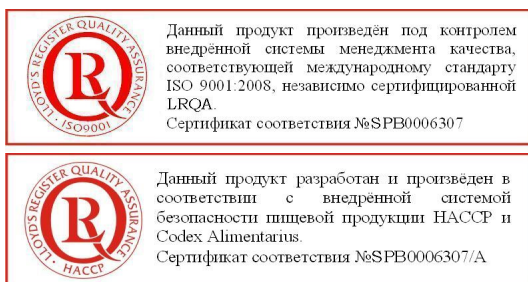 LLOYD'S REGISTER QUALITY ASSURANCE
LRQ
· ISO9001 ·
Данный продукт произведён под контролем
внедрённой системы менеджмента качества,
соответствующей международному стандарту
ISO 9001:2008, независимо сертифицированной
LRQA.
Сертификат соответствия №SPB0006307
LLOYD'S REGISTER QUALITY ASSURANCE
LRQ
· HACCP ·
Данный продукт разработан и произведён в
соответствии с внедрённой системой
безопасности пищевой продукции HACCP и
Codex Alimentarius.
Сертификат соответствия №SPB0006307/A